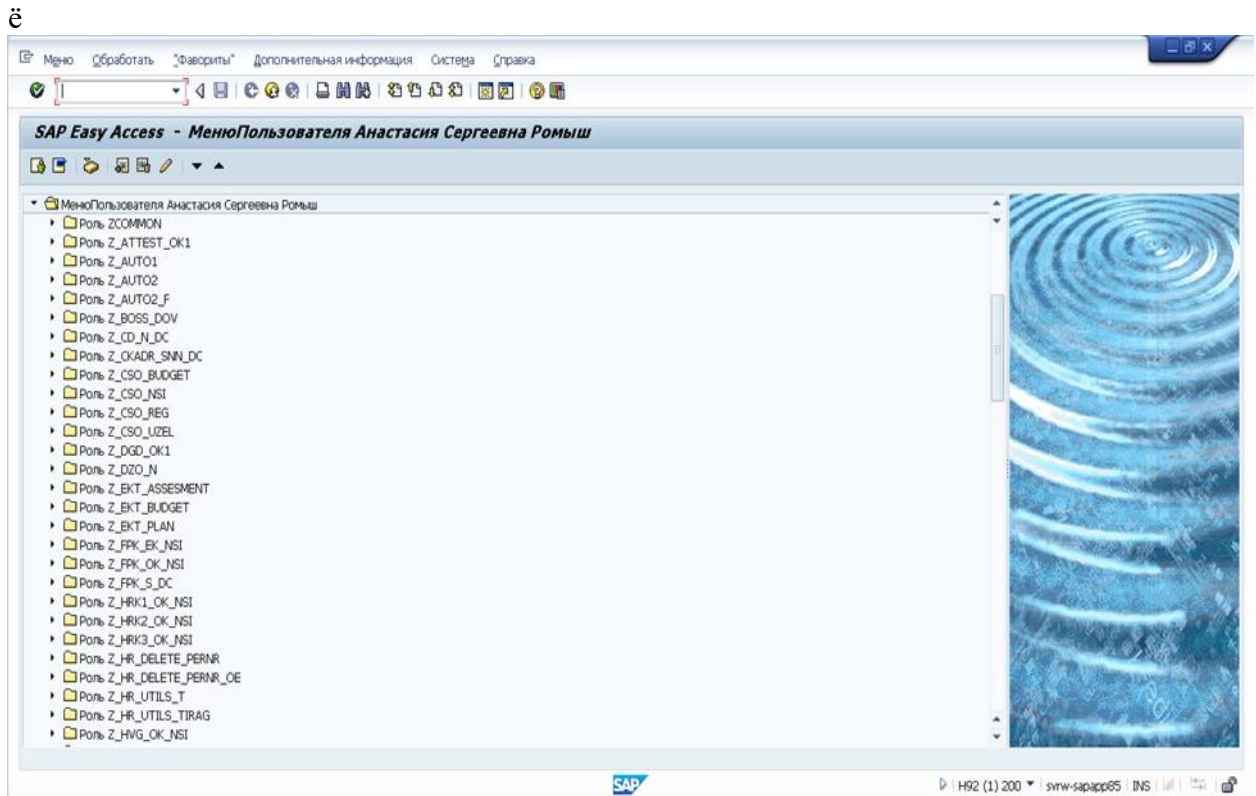 ё
Меню Обработать "Фавориты" Дополнительная информация Система Справка
SAP Easy Access - МенюПользователя Анастасия Сергеевна Ромыш
МенюПользователя Анастасия Сергеевна Ромыш
Роль ZCOMMON
Роль Z_ATTEST_OK1
Роль Z_AUTO1
Роль Z_AUTO2
Роль Z_AUTO2_F
Роль Z_BOSS_DOV
Роль Z_CD_N_DC
Роль Z_CKADR_SNN_DC
Роль Z_CSO_BUDGET
Роль Z_CSO_NSI
Роль Z_CSO_REG
Роль Z_CSO_UZEL
Роль Z_DGD_OK1
Роль Z_DZO_N
Роль Z_EKT_ASSESMENT
Роль Z_EKT_BUDGET
Роль Z_EKT_PLAN
Роль Z_FPK_EK_NSI
Роль Z_FPK_OK_NSI
Роль Z_FPK_S_DC
Роль Z_HRK1_OK_NSI
Роль Z_HRK2_OK_NSI
Роль Z_HRK3_OK_NSI
Роль Z_HR_DELETE_PERNR
Роль Z_HR_DELETE_PERNR_OE
Роль Z_HR_UTILS_T
Роль Z_HR_UTILS_TIRAG
Роль Z_HVG_OK_NSI
SAP H92 (1) 200 svrw-sapapp85 INS